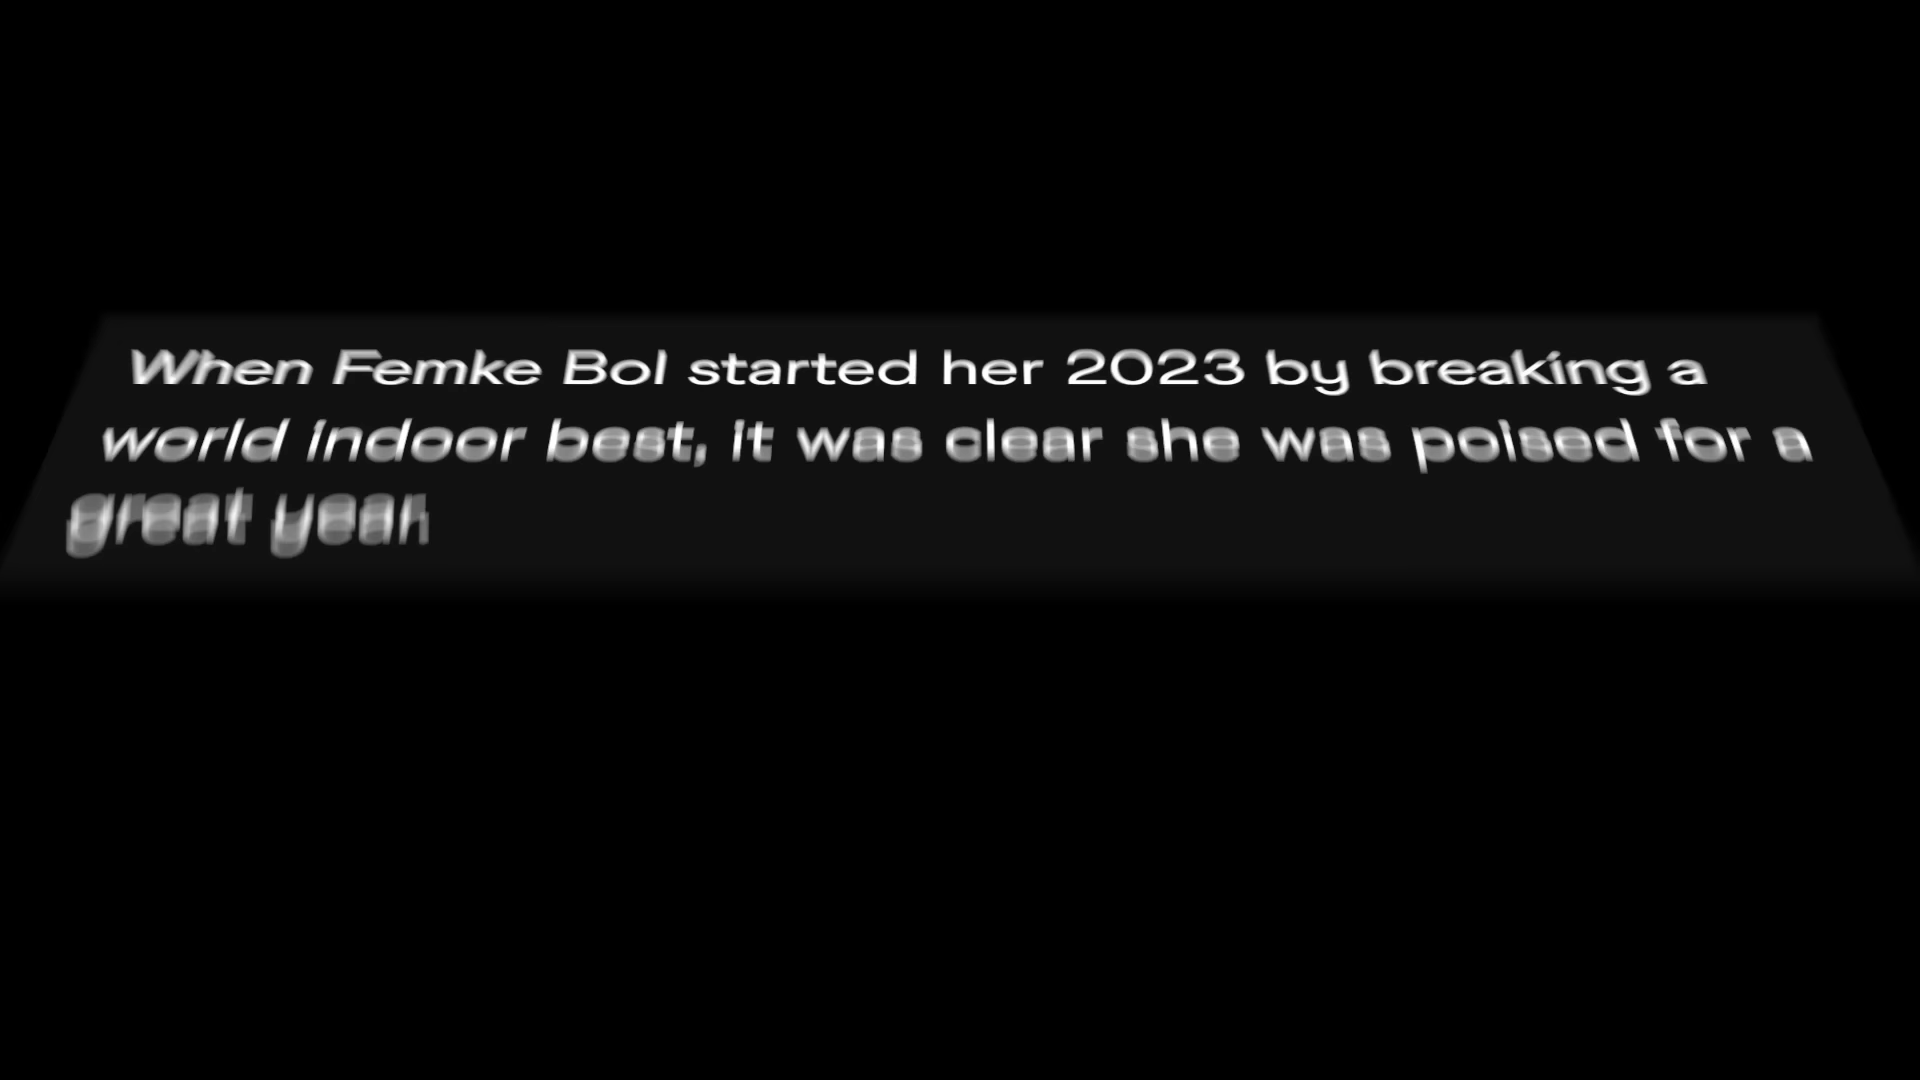 When Femke Bol started her 2023 by breaking a
world indoor best, it was clear she was poised for a
great year.